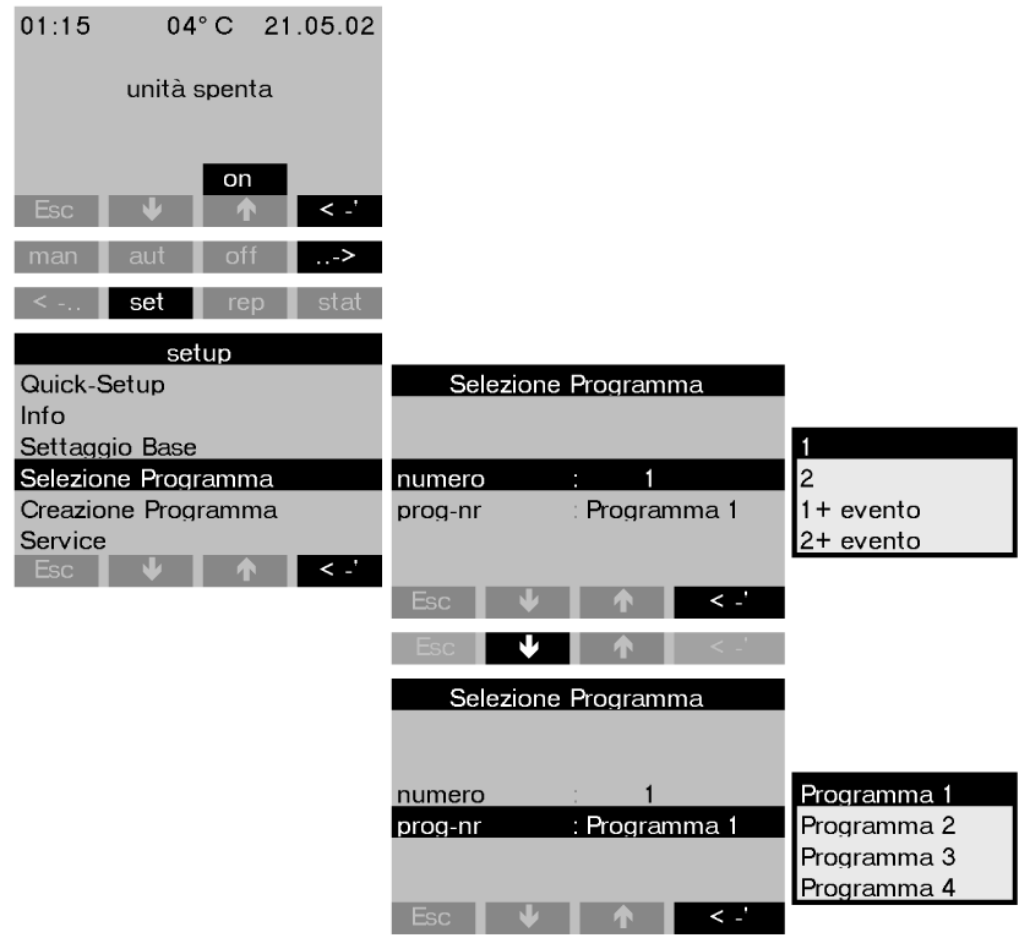 01:15 04° C 21.05.02
unità spenta
on
Esc ↓ ↑ < -'
man aut off ..->
< -.. set rep stat
setup
Quick-Setup
Info
Settaggio Base
Selezione Programma
Creazione Programma
Service
Esc ↓ ↑ < -'
Selezione Programma
numero : 1
prog-nr : Programma 1
Esc ↓ ↑ < -'
1
2
1+ evento
2+ evento
Esc ↓ ↑ < -'
Selezione Programma
numero : 1
prog-nr : Programma 1
Esc ↓ ↑ < -'
Programma 1
Programma 2
Programma 3
Programma 4